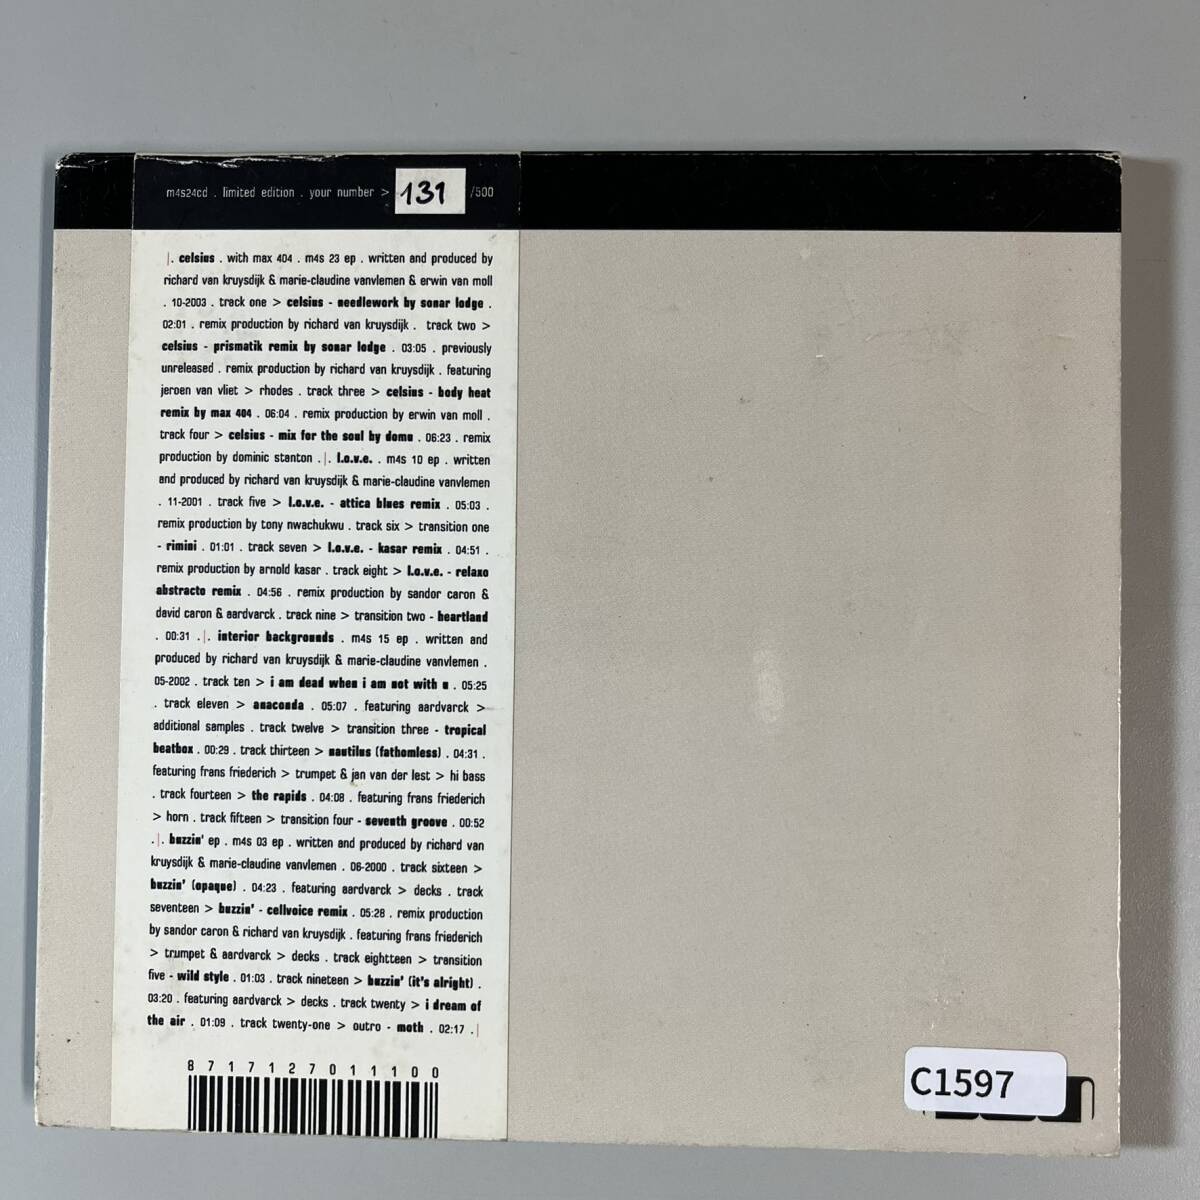 m4s24cd . limited edition . your number > 131 /500
|. celsius . with max 404 . m4s 23 ep . written and produced by
richard van kruysdijk & marie-claudine vanvlemen & erwin van moll
. 10-2003 . track one > celsius - needlework by sonar lodge .
02:01 . remix production by richard van kruysdijk . track two >
celsius - prismatik remix by sonar lodge . 03:05 . previously
unreleased . remix production by richard van kruysdijk . featuring
jeroen van vliet > rhodes . track three > celsius - body heat
remix by max 404 . 06:04 . remix production by erwin van moll .
track four > celsius - mix for the soul by domu . 06:23 . remix
production by dominic stanton .|. l.o.v.e. . m4s 10 ep . written
and produced by richard van kruysdijk & marie-claudine vanvlemen
. 11-2001 . track five > l.o.v.e. - attica blues remix . 05:03 .
remix production by tony nwachukwu . track six > transition one
- rimini . 01:01 . track seven > l.o.v.e. - kasar remix . 04:51 .
remix production by arnold kasar . track eight > l.o.v.e. - relaxo
abstracto remix . 04:56 . remix production by sandor caron &
david caron & aardvarck . track nine > transition two - heartland
. 00:31 .|. interior backgrounds . m4s 15 ep . written and
produced by richard van kruysdijk & marie-claudine vanvlemen .
05-2002 . track ten > i am dead when i am not with u . 05:25
. track eleven > anaconda . 05:07 . featuring aardvarck >
additional samples . track twelve > transition three - tropical
beatbox . 00:29 . track thirteen > nautilus (fathomless) . 04:31 .
featuring frans friederich > trumpet & jan van der lest > hi bass
. track fourteen > the rapids . 04:08 . featuring frans friederich
> horn . track fifteen > transition four - seventh groove . 00:52
.|. buzzin' ep . m4s 03 ep . written and produced by richard van
kruysdijk & marie-claudine vanvlemen . 06-2000 . track sixteen >
buzzin' (opaque) . 04:23 . featuring aardvarck > decks . track
seventeen > buzzin' - cellvoice remix . 05:28 . remix production
by sandor caron & richard van kruysdijk . featuring frans friederich
> trumpet & aardvarck > decks . track eightteen > transition
five - wild style . 01:03 . track nineteen > buzzin' (it's alright) .
03:20 . featuring aardvarck > decks . track twenty > i dream of
the air . 01:09 . track twenty-one > outro - moth . 02:17 .|
8717127011100
C1597